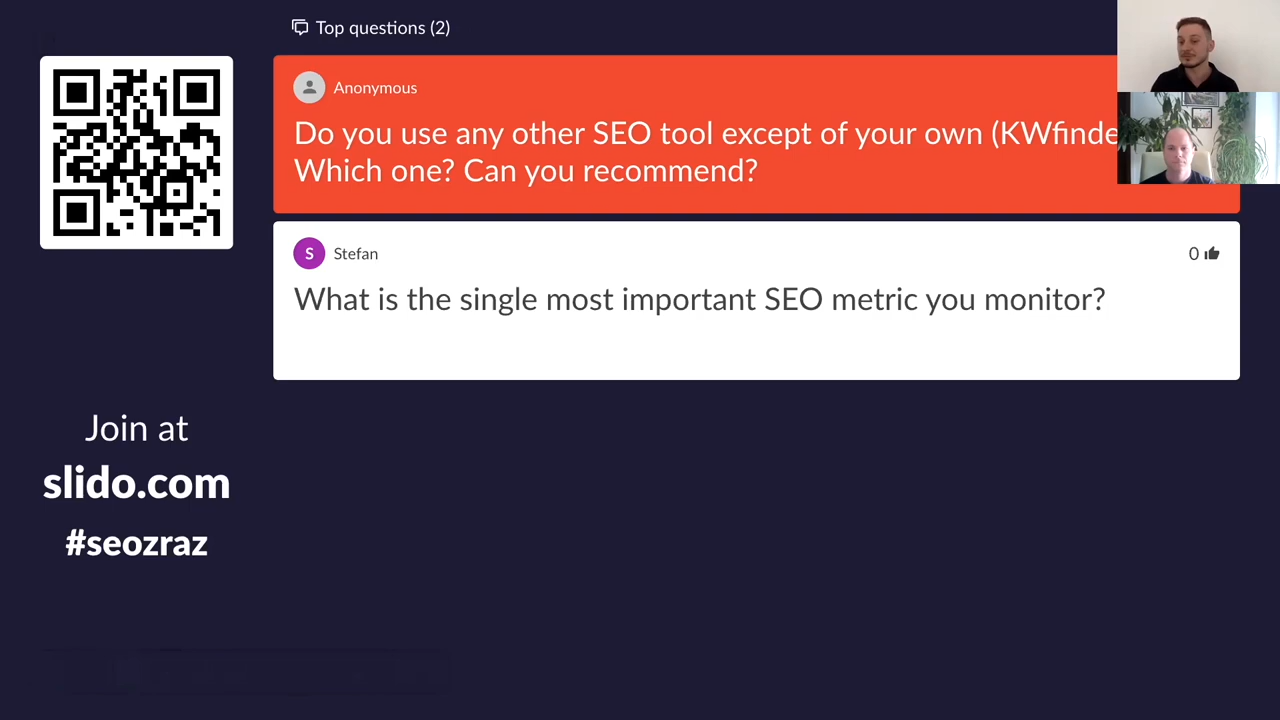 Top questions (2)
Anonymous
Do you use any other SEO tool except of your own (KWfinde
Which one? Can you recommend?
S
Stefan
0
What is the single most important SEO metric you monitor?
Join at
slido.com
#seozraz